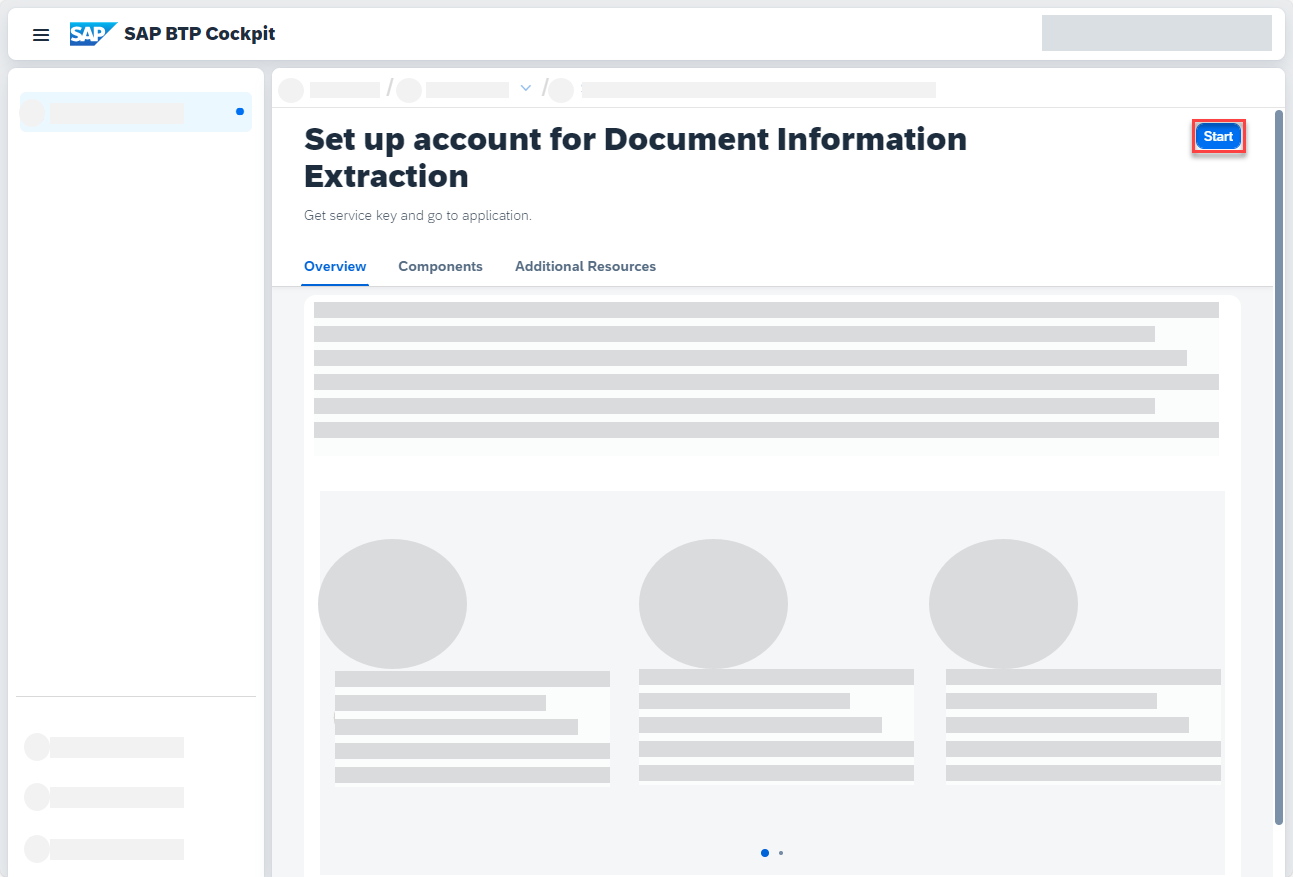 SAP SAP BTP Cockpit
/ /
Set up account for Document Information
Extraction
Start
Get service key and go to application.
Overview Components Additional Resources